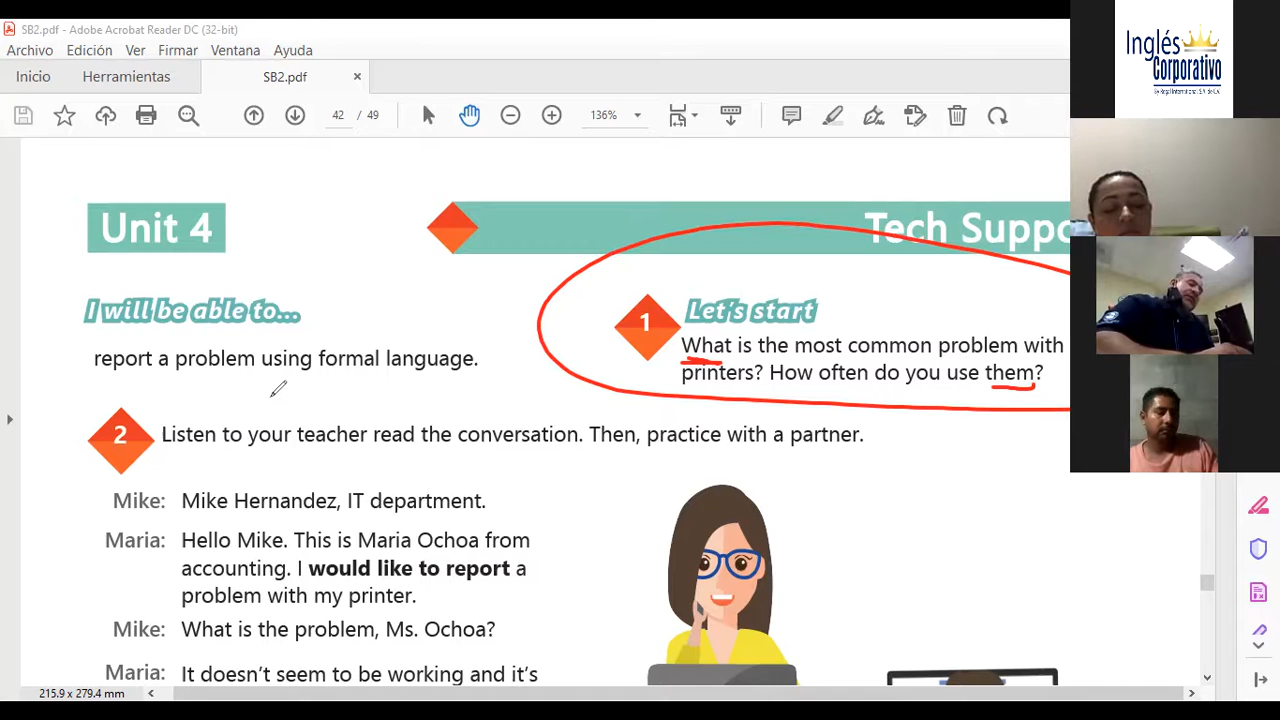 SB2.pdf - Adobe Acrobat Reader DC (32-bit)
Archivo Edición Ver Firmar Ventana Ayuda
Inicio Herramientas SB2.pdf ×
42 / 49 136%
Unit 4
Tech Suppo
I will be able to...
report a problem using formal language.
1
Let's start
What is the most common problem with
printers? How often do you use them?
2 Listen to your teacher read the conversation. Then, practice with a partner.
Mike: Mike Hernandez, IT department.
Maria: Hello Mike. This is Maria Ochoa from
accounting. I would like to report a
problem with my printer.
Mike: What is the problem, Ms. Ochoa?
Maria: It doesn't seem to be working and it's
215.9 x 279.4 mm
Inglés
Corporativo